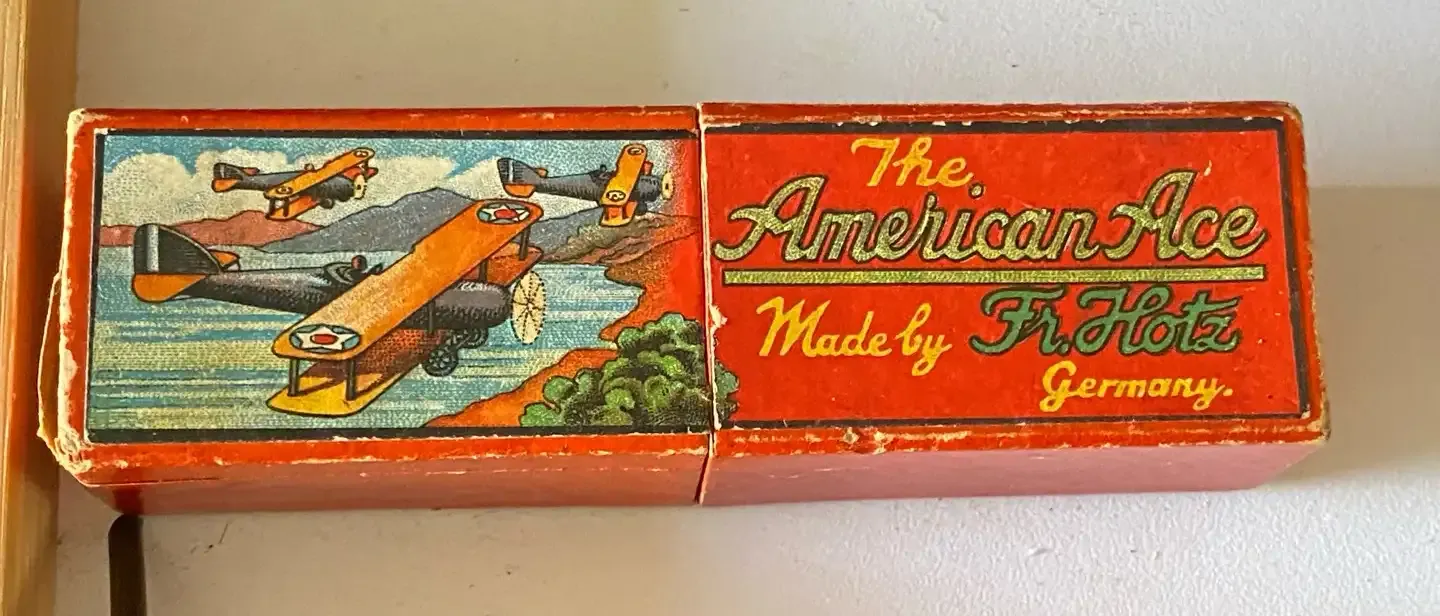 The
American Ace
Made by Fr. Hotz
Germany.